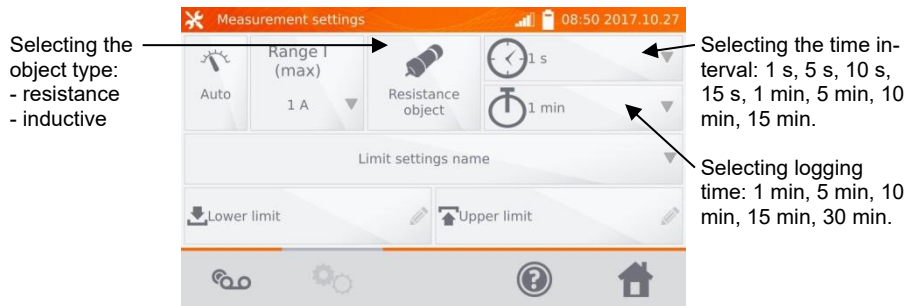 Selecting the
object type:
- resistance
- inductive
Measurement settings
08:50 2017.10.27
Auto
Range I
(max)
1 A
Resistance
object
1 s
1 min
Limit settings name
Lower limit
Upper limit
?
Selecting the time in-
terval: 1 s, 5 s, 10 s,
15 s, 1 min, 5 min, 10
min, 15 min.
Selecting logging
time: 1 min, 5 min, 10
min, 15 min, 30 min.